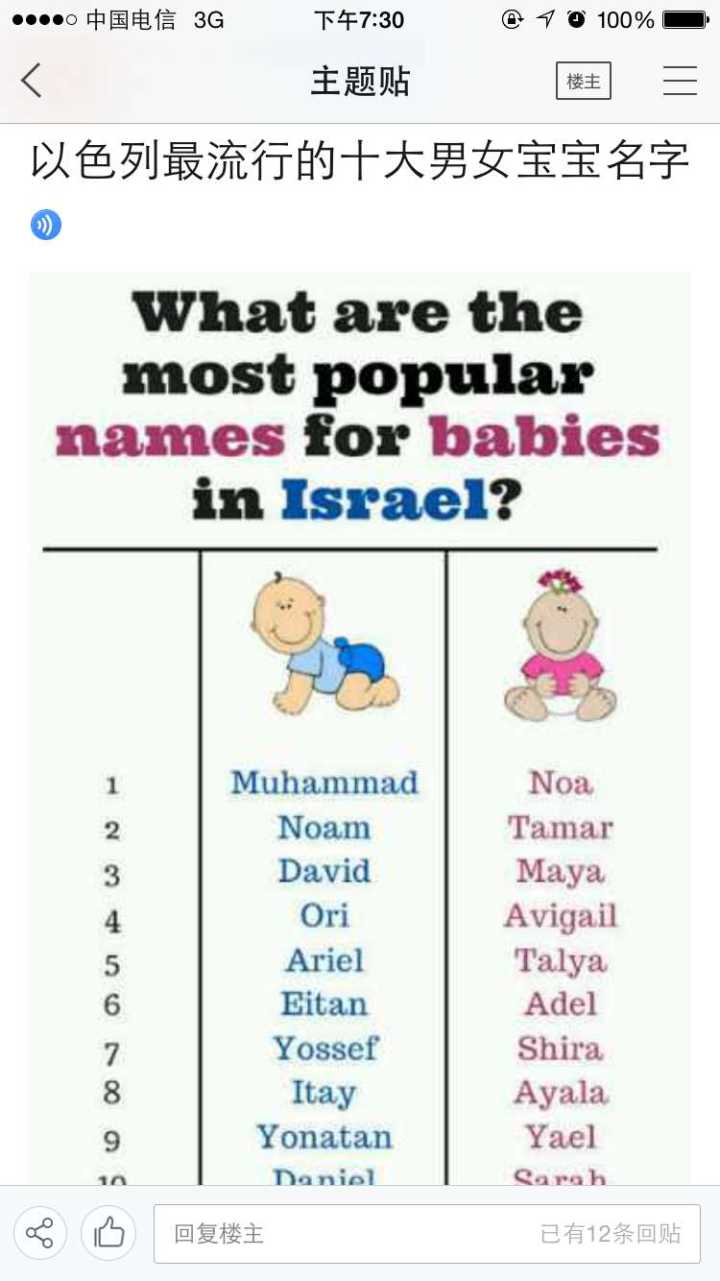 中国电信 3G 下午7:30 100%
主题贴 楼主
以色列最流行的十大男女宝宝名字
What are the
most popular
names for babies
in Israel?
1 Muhammad Noa
2 Noam Tamar
3 David Maya
4 Ori Avigail
5 Ariel Talya
6 Eitan Adel
7 Yossef Shira
8 Itay Ayala
9 Yonatan Yael
10 Daniel Sarah
回复楼主 已有12条回贴